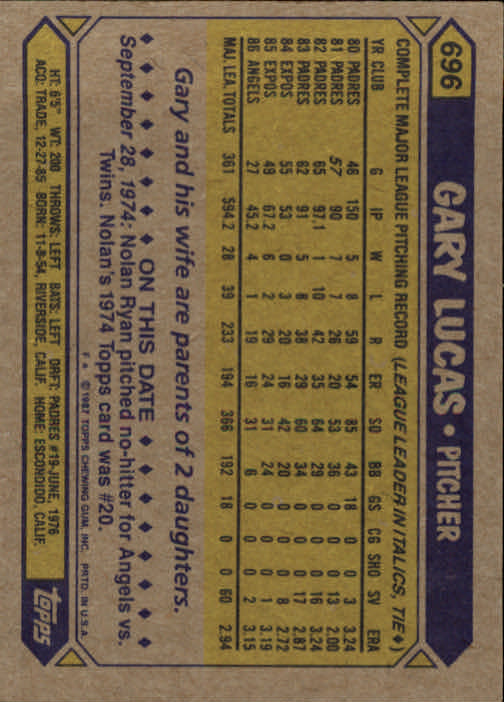 696
GARY LUCAS • PITCHER
COMPLETE MAJOR LEAGUE PITCHING RECORD (LEAGUE LEADER IN ITALICS, TIE ♦)
YR CLUB G IP W L R ER SO BB GS CG SHO SV ERA
80 PADRES 46 150 5 8 59 54 85 43 18 0 0 3 3.24
81 PADRES 57 90 7 7 26 20 53 36 0 0 0 13 2.00
82 PADRES 65 97.1 1 10 42 35 64 29 0 0 0 16 3.24
83 PADRES 62 91 5 8 38 29 60 34 0 0 0 17 2.87
84 EXPOS 55 53 0 3 20 16 42 20 0 0 0 8 2.72
85 EXPOS 49 67.2 6 2 29 24 31 24 0 0 0 1 3.19
86 ANGELS 27 45.2 4 1 19 16 31 6 0 0 0 2 3.15
MAJ. LEA. TOTALS 361 594.2 28 39 233 194 366 192 18 0 0 60 2.94
Gary and his wife are parents of 2 daughters.
♦ ♦ ♦ ♦ ♦ ♦ ♦ ♦ ON THIS DATE ♦ ♦ ♦ ♦ ♦ ♦ ♦ ♦
September 28, 1974: Nolan Ryan pitched no-hitter for Angels vs.
Twins. Nolan's 1974 Topps card was #20.
F* © 1987 TOPPS CHEWING GUM, INC. PRTD. IN U.S.A.
HT: 6'5" WT: 200 THROWS: LEFT BATS: LEFT DRFT: PADRES #19-JUNE, 1976
ACQ: TRADE, 12-27-85 BORN: 11-8-54, RIVERSIDE, CALIF. HOME: ESCONDIDO, CALIF.
TOPPS